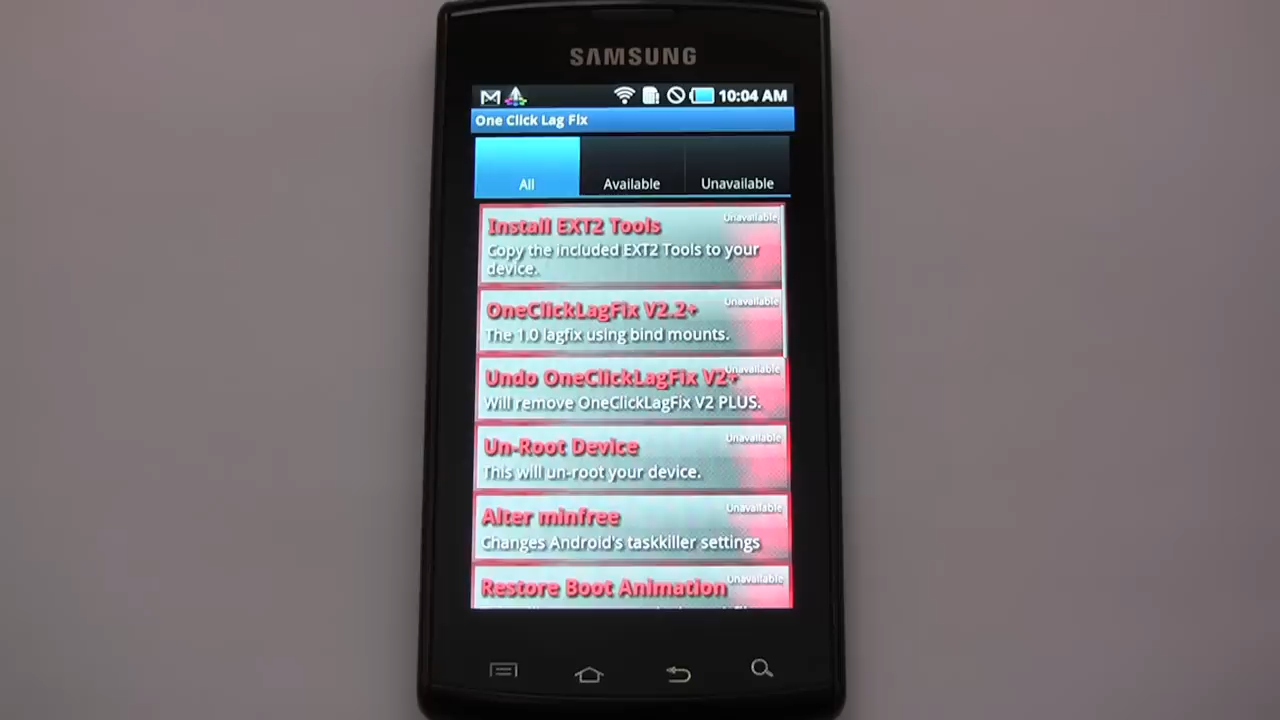 SAMSUNG
10:04 AM
One Click Lag Fix
All
Available
Unavailable
Install EXT2 Tools
Unavailable
Copy the included EXT2 Tools to your
device.
OneClickLagFix V2.2+
Unavailable
The 1.0 lagfix using bind mounts.
Undo OneClickLagFix V2+
Unavailable
Will remove OneClickLagFix V2 PLUS.
Un-Root Device
Unavailable
This will un-root your device.
Alter minfree
Unavailable
Changes Android's taskkiller settings
Restore Boot Animation
Unavailable